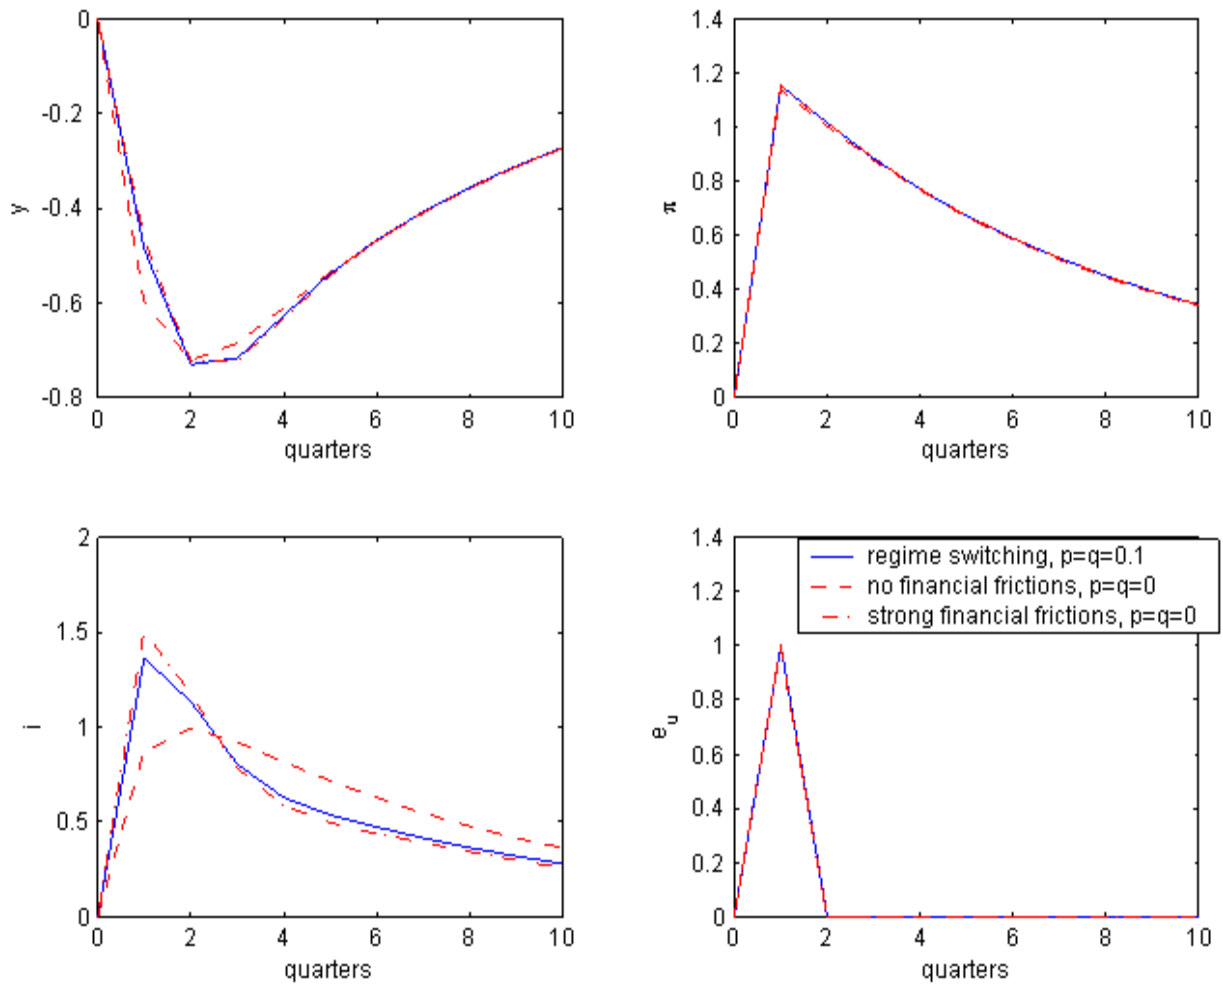 0
-0.2
-0.4
-0.6
-0.8
y
0 2 4 6 8 10
quarters
1.4
1.2
1
0.8
0.6
0.4
0.2
0
π
0 2 4 6 8 10
quarters
2
1.5
1
0.5
0
i
0 2 4 6 8 10
quarters
1.4
1.2
1
0.8
0.6
0.4
0.2
0
e_u
regime switching, p=q=0.1
no financial frictions, p=q=0
strong financial frictions, p=q=0
0 2 4 6 8 10
quarters